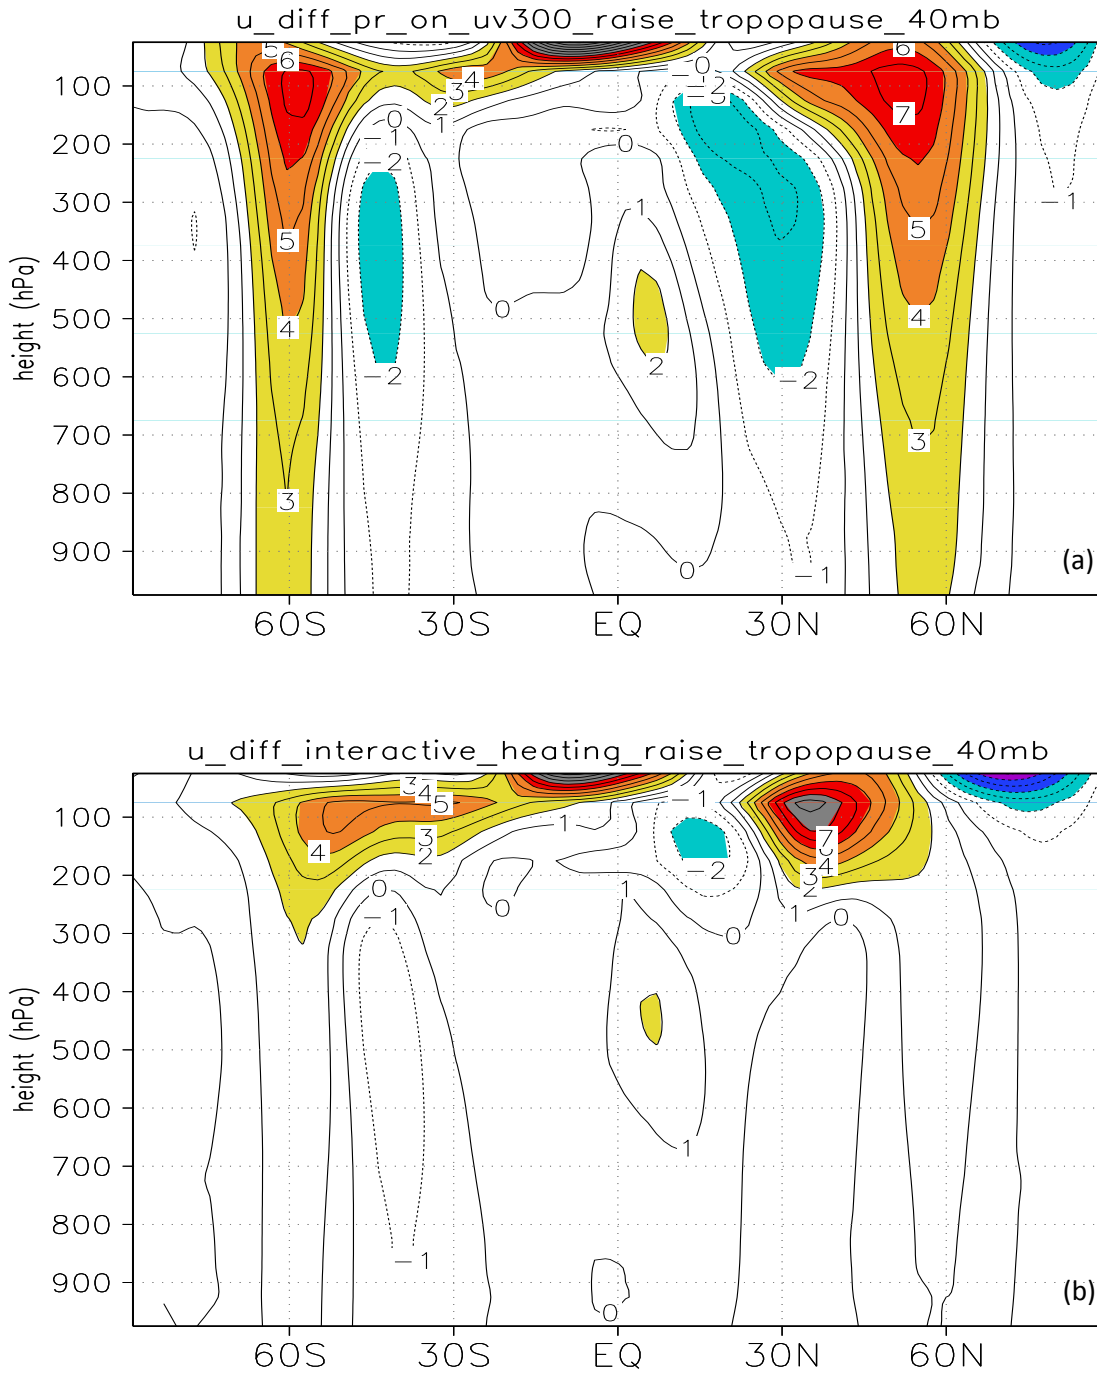 u_diff_pr_on_uv300_raise_tropopause_40mb
5 6 6
100 4 0 -2
3 -3
2 7
0 1
-1
200 -2 0
300 1 -1
5 5
400
height (hPa)
0
500 4 4
2
600 -2 -2
700 3
800 3
900 0 -1 (a)
60S 30S EQ 30N 60N
u_diff_interactive_heating_raise_tropopause_40mb
3 4 5 -1
100 1
3 7
4 2 4
200 0 -2 3
2
-1 0 1 1 0
300 0
400
height (hPa)
500
600
1
700
800
-1
900 0 (b)
60S 30S EQ 30N 60N